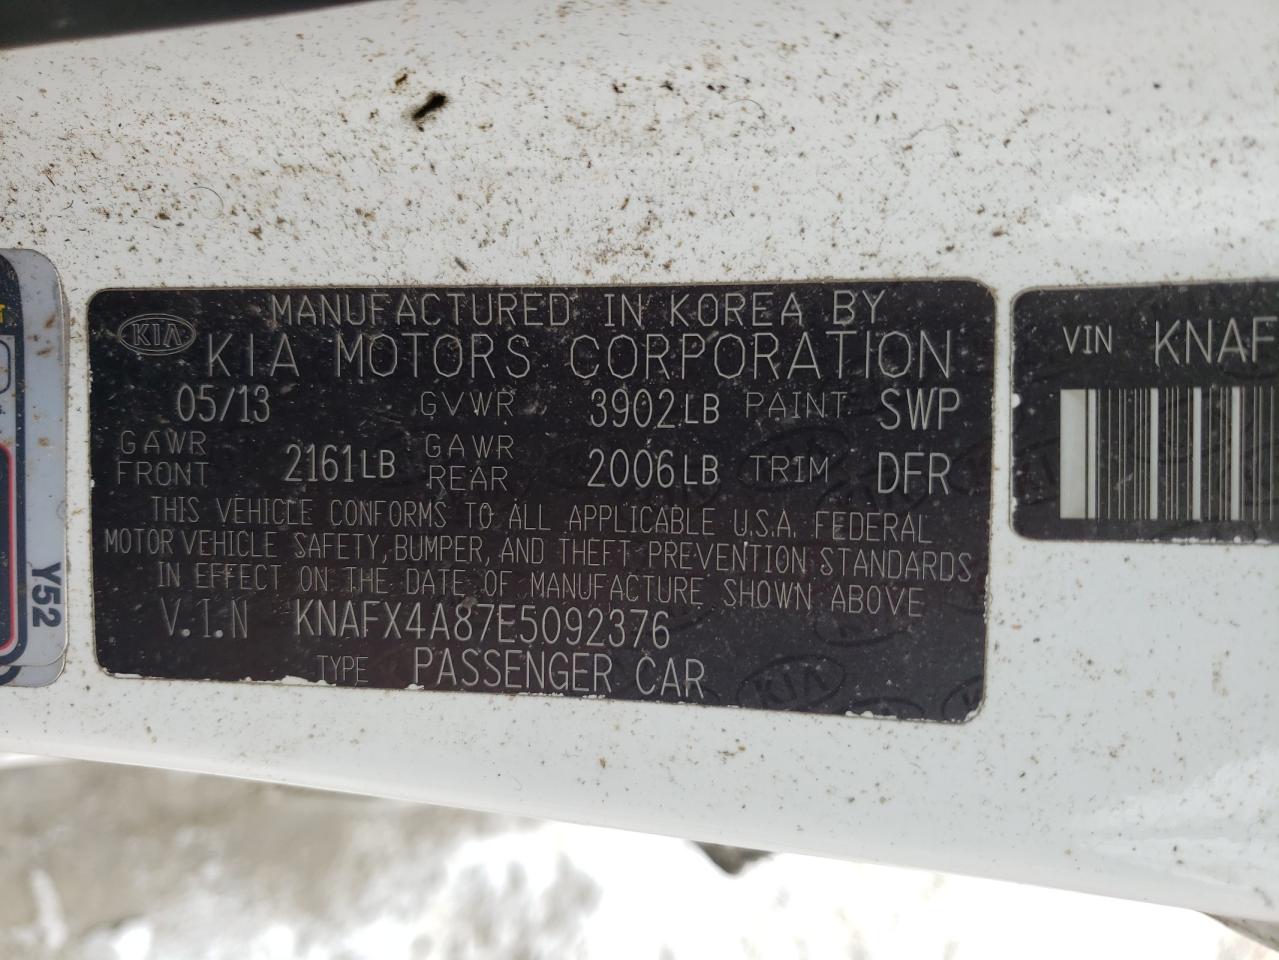 MANUFACTURED IN KOREA BY
KIA KIA MOTORS CORPORATION
05/13 GVWR 3902LB PAINT SWP
GAWR FRONT 2161LB GAWR REAR 2006LB TRIM DFR
THIS VEHICLE CONFORMS TO ALL APPLICABLE U.S.A. FEDERAL
MOTOR VEHICLE SAFETY, BUMPER, AND THEFT PREVENTION STANDARDS
IN EFFECT ON THE DATE OF MANUFACTURE SHOWN ABOVE
V.I.N KNAFX4A87E5092376
TYPE PASSENGER CAR
KIA
VIN KNAF
Y52